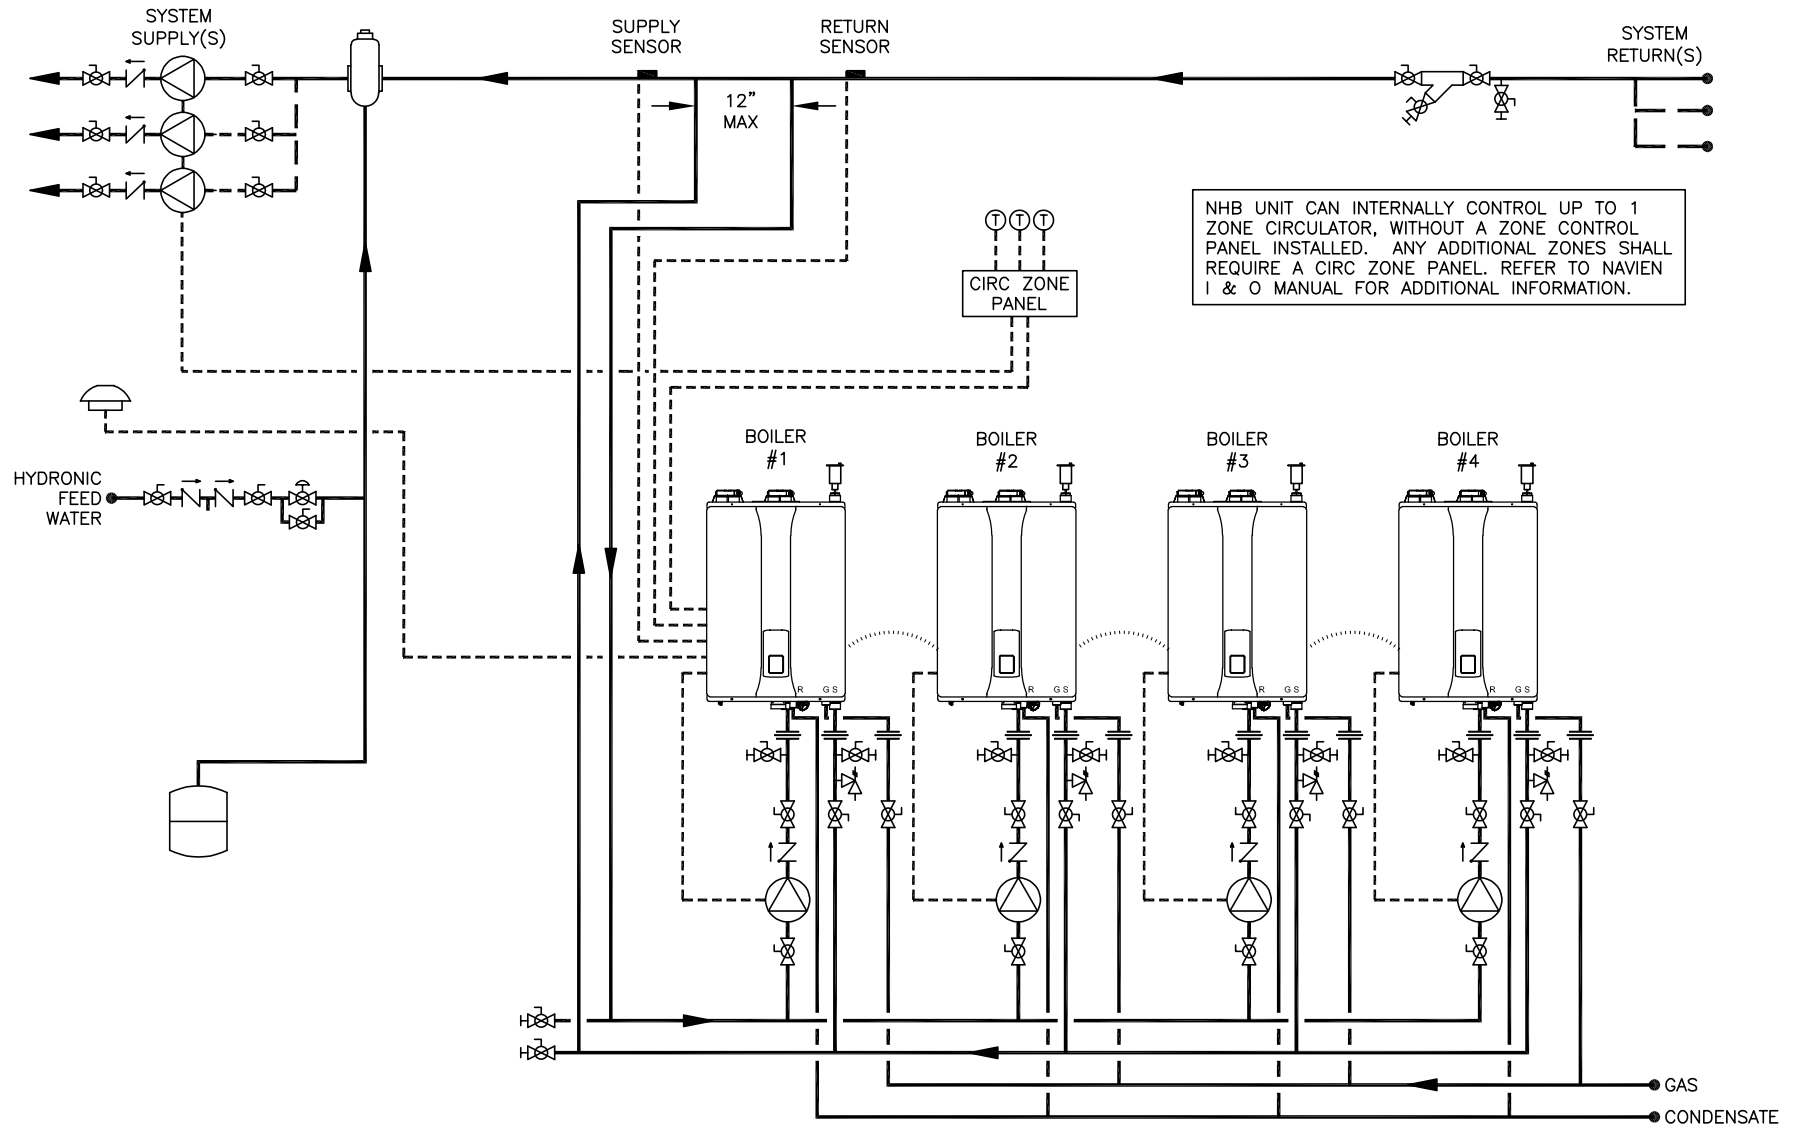 SYSTEM
SUPPLY(S)
SUPPLY
SENSOR
RETURN
SENSOR
SYSTEM
RETURN(S)
12"
MAX
T T T
CIRC ZONE
PANEL
NHB UNIT CAN INTERNALLY CONTROL UP TO 1
ZONE CIRCULATOR, WITHOUT A ZONE CONTROL
PANEL INSTALLED. ANY ADDITIONAL ZONES SHALL
REQUIRE A CIRC ZONE PANEL. REFER TO NAVIEN
I & O MANUAL FOR ADDITIONAL INFORMATION.
HYDRONIC
FEED
WATER
BOILER
#1
BOILER
#2
BOILER
#3
BOILER
#4
R G S
R G S
R G S
R G S
GAS
CONDENSATE